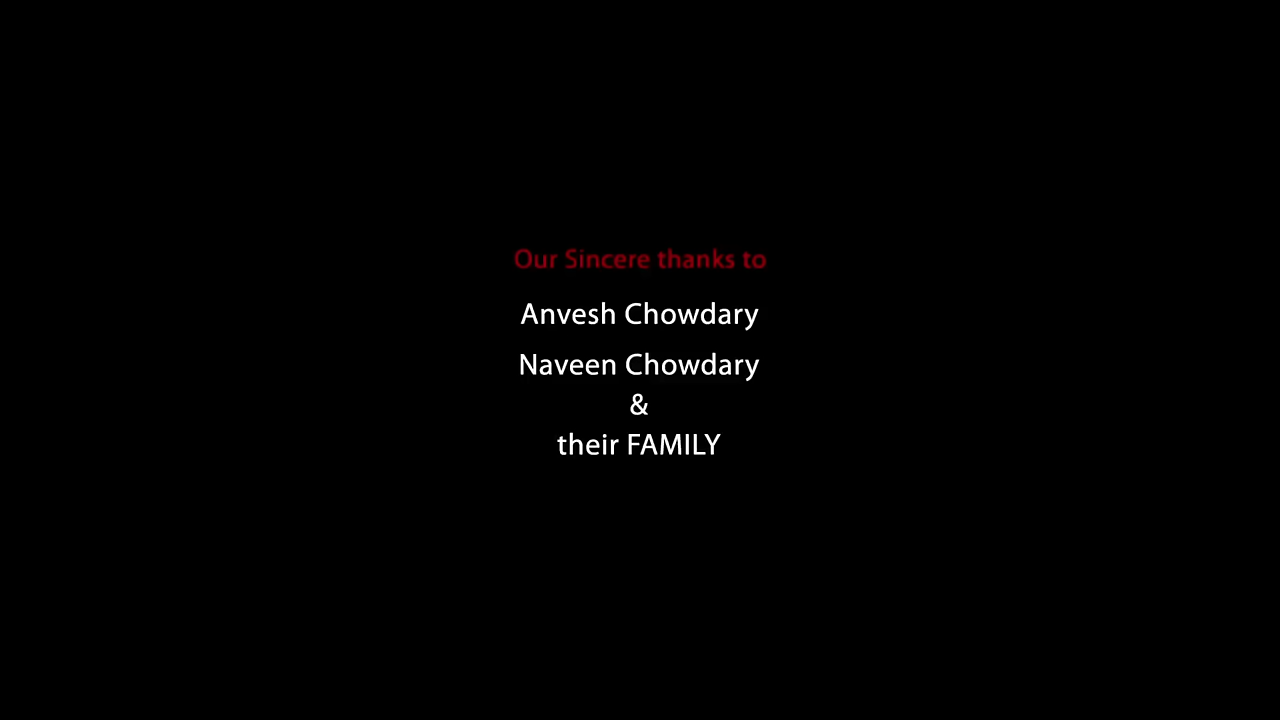 Our Sincere thanks to
Anvesh Chowdary
Naveen Chowdary
&
their FAMILY